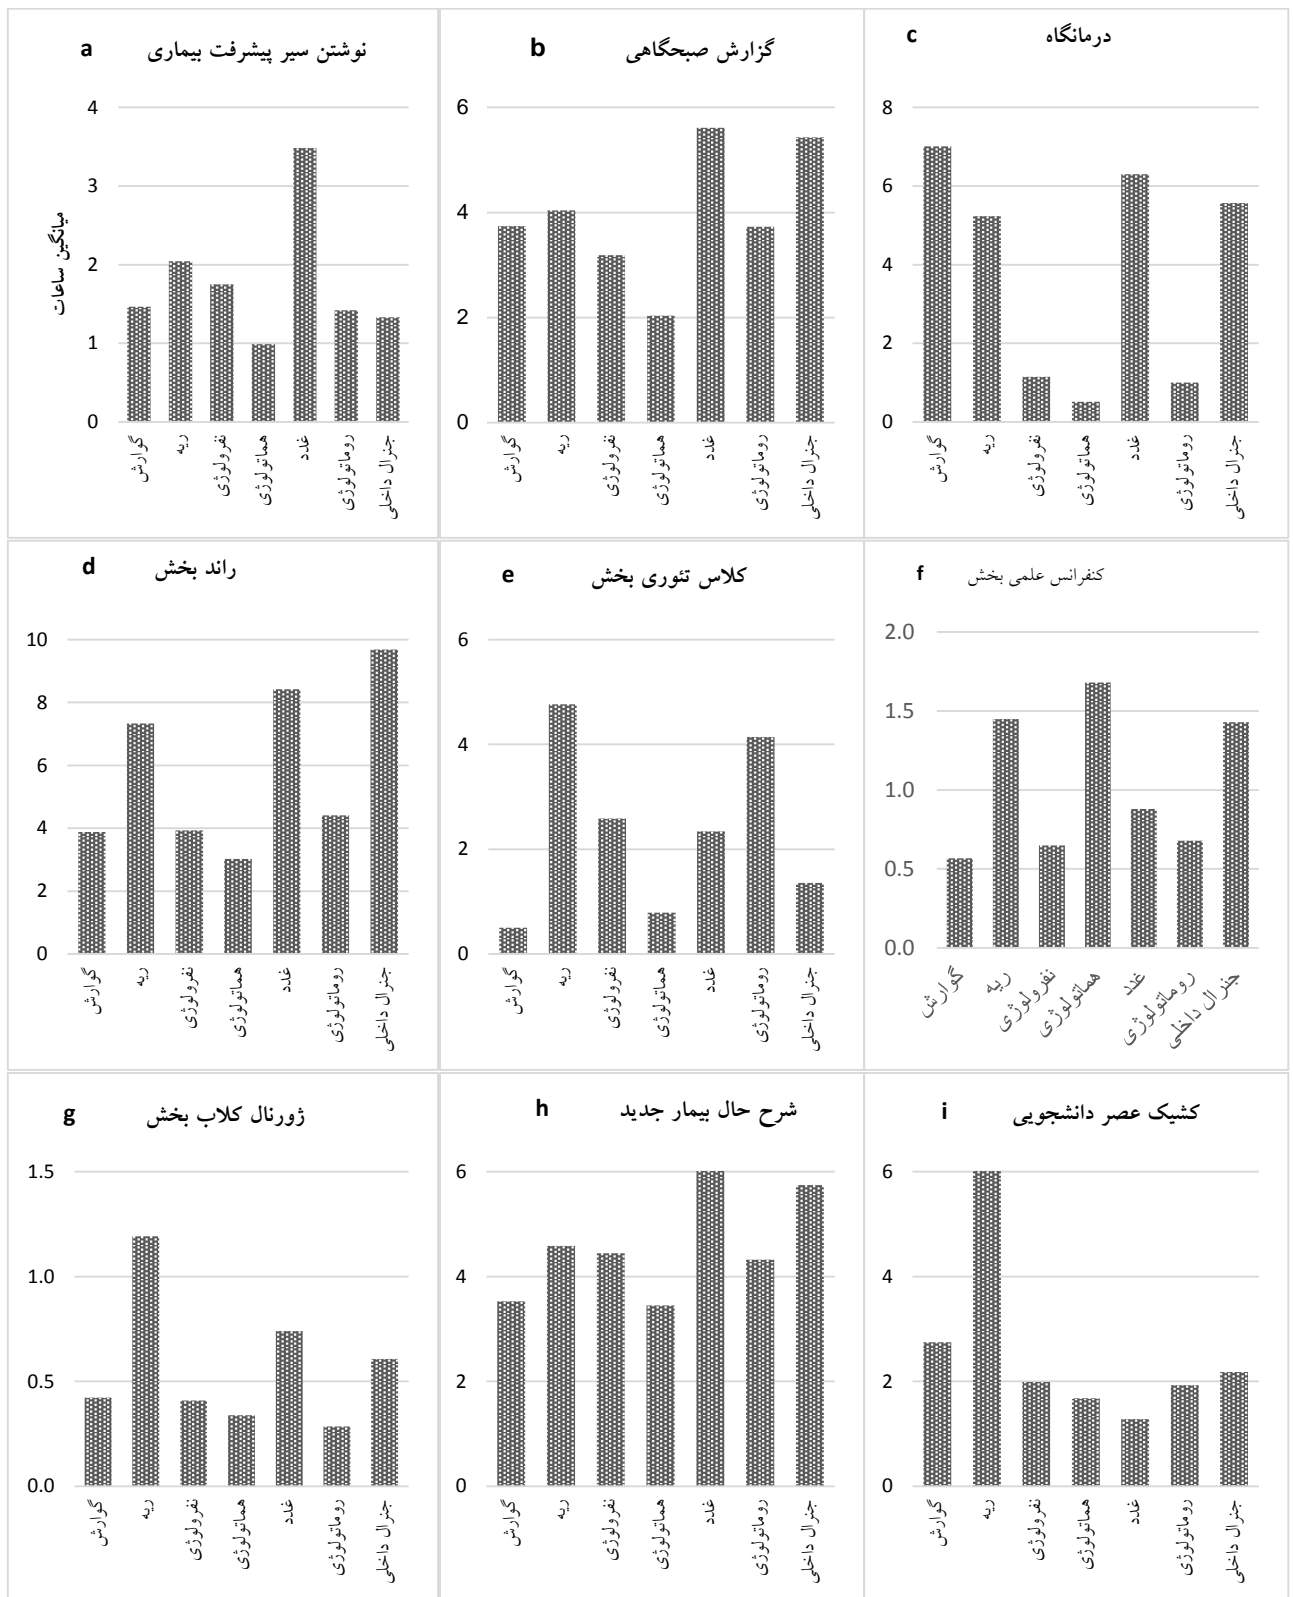 a نوشتن سیر پیشرفت بیماری
میانگین ساعات
4
3
2
1
0
گوارش
ریه
نفرولوژی
هماتولوژی
غدد
روماتولوژی
جنرال داخلی
b گزارش صبحگاهی
6
4
2
0
گوارش
ریه
نفرولوژی
هماتولوژی
غدد
روماتولوژی
جنرال داخلی
c درمانگاه
8
6
4
2
0
گوارش
ریه
نفرولوژی
هماتولوژی
غدد
روماتولوژی
جنرال داخلی
d راند بخش
10
8
6
4
2
0
گوارش
ریه
نفرولوژی
هماتولوژی
غدد
روماتولوژی
جنرال داخلی
e کلاس تئوری بخش
6
4
2
0
گوارش
ریه
نفرولوژی
هماتولوژی
غدد
روماتولوژی
جنرال داخلی
f کنفرانس علمی بخش
2.0
1.5
1.0
0.5
0.0
گوارش
ریه
نفرولوژی
هماتولوژی
غدد
روماتولوژی
جنرال داخلی
g ژورنال کلاب بخش
1.5
1.0
0.5
0.0
گوارش
ریه
نفرولوژی
هماتولوژی
غدد
روماتولوژی
جنرال داخلی
h شرح حال بیمار جدید
6
4
2
0
گوارش
ریه
نفرولوژی
هماتولوژی
غدد
روماتولوژی
جنرال داخلی
i کشیک عصر دانشجویی
6
4
2
0
گوارش
ریه
نفرولوژی
هماتولوژی
غدد
روماتولوژی
جنرال داخلی